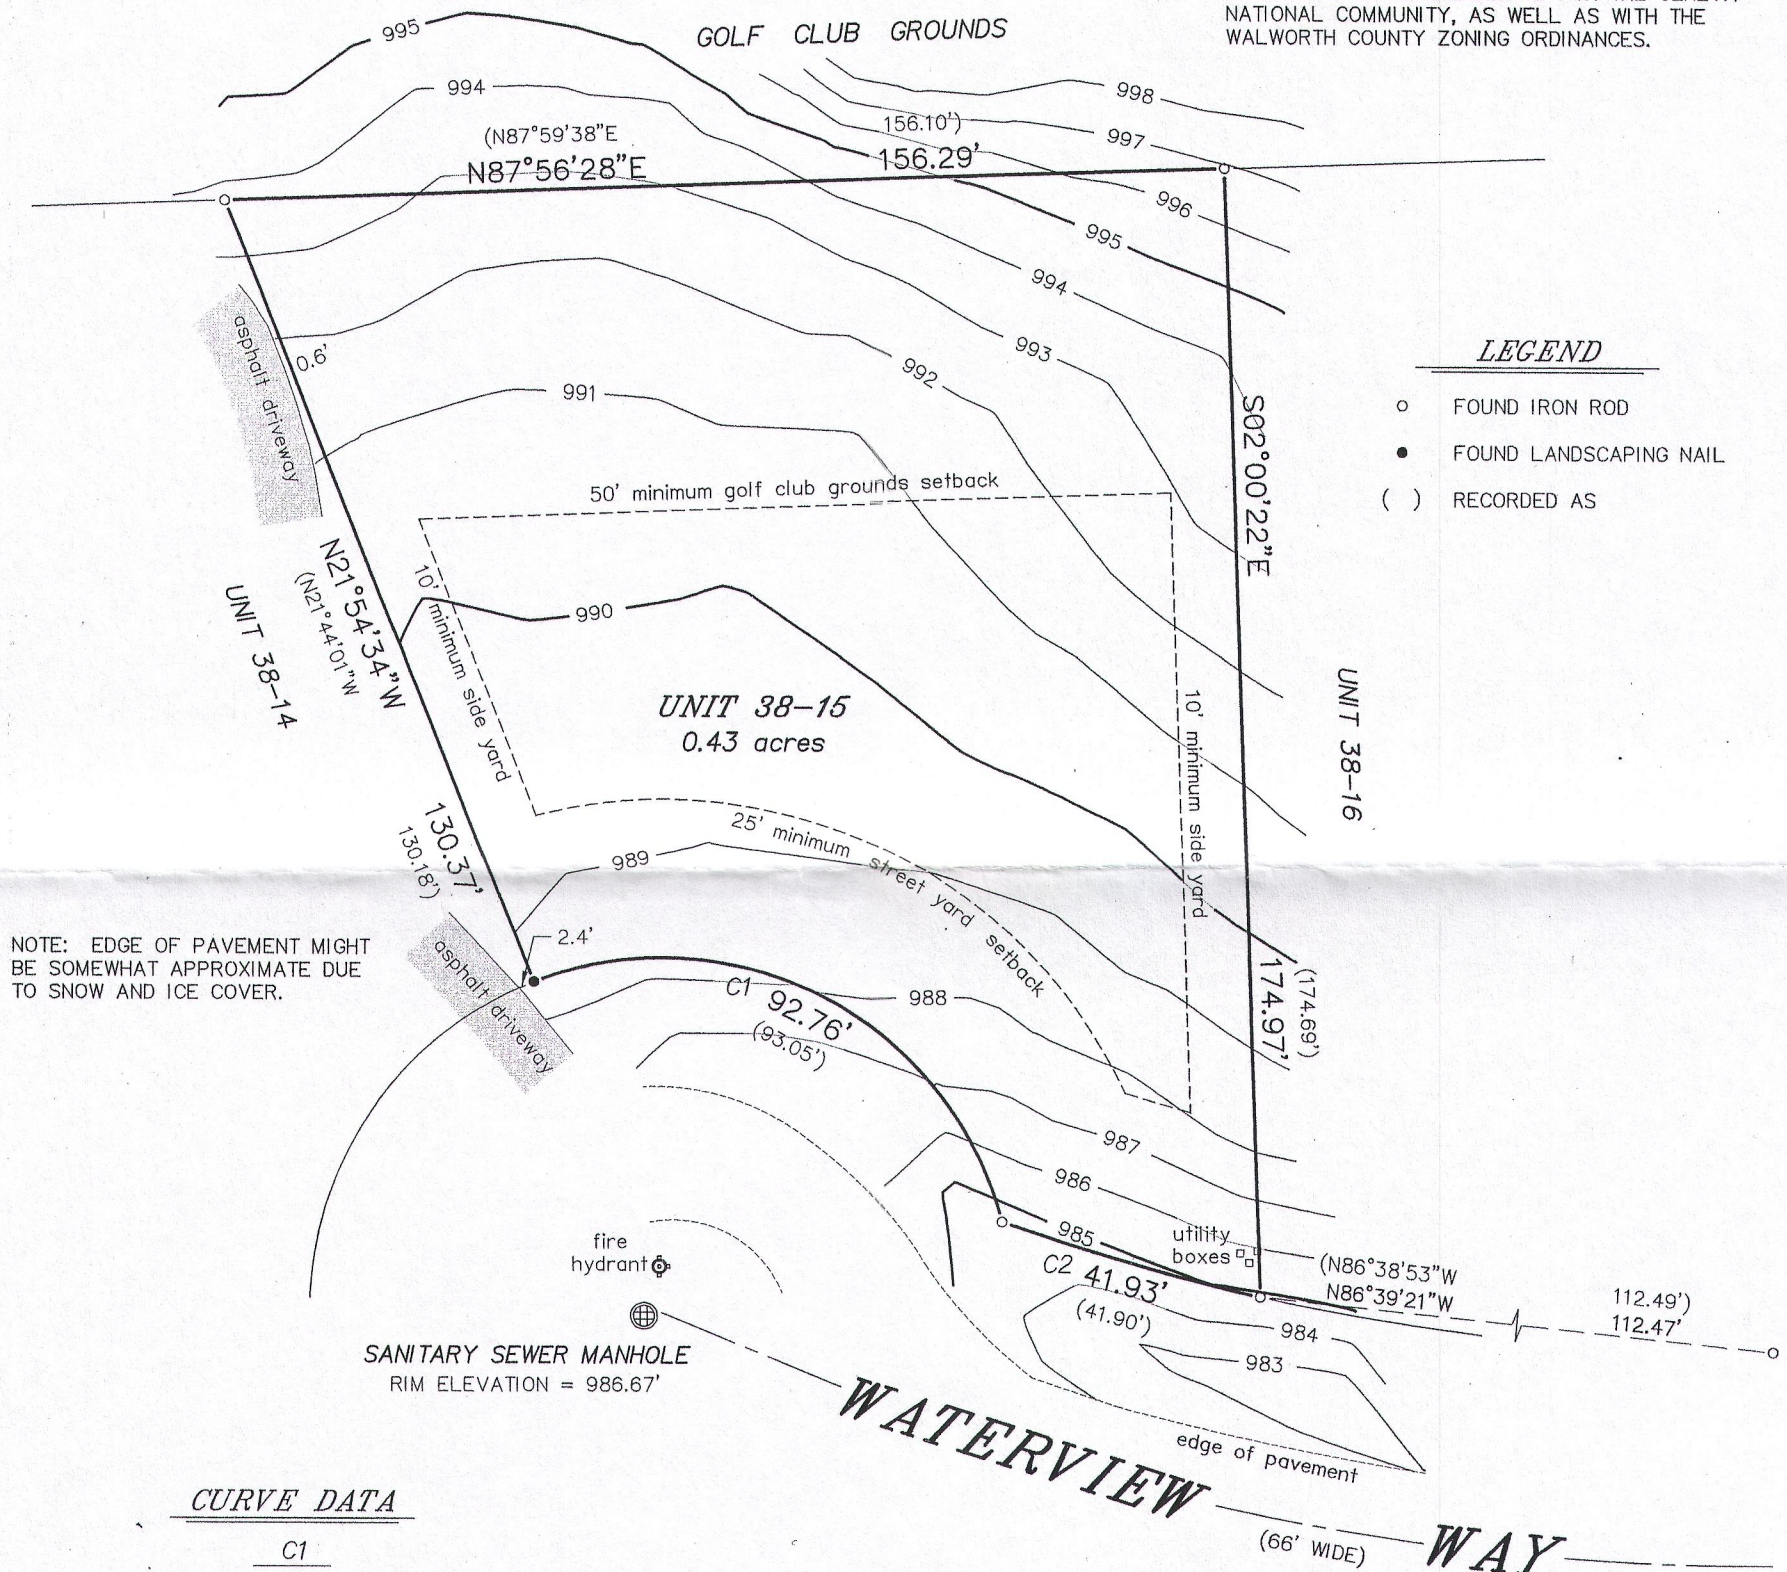 NATIONAL COMMUNITY, AS WELL AS WITH THE
WALWORTH COUNTY ZONING ORDINANCES.
GOLF CLUB GROUNDS
995
994
998
(N87°59'38"E
156.10')
997
N87°56'28"E
156.29'
996
995
994
993
992
991
asphalt driveway
0.6'
LEGEND
FOUND IRON ROD
FOUND LANDSCAPING NAIL
( ) RECORDED AS
S02°00'22"E
50' minimum golf club grounds setback
N21°54'34"W
(N21°44'01"W
UNIT 38-14
10' minimum side yard
990
UNIT 38-15
0.43 acres
10' minimum side yard
UNIT 38-16
130.37'
130.18')
25' minimum street yard setback
989
2.4'
NOTE: EDGE OF PAVEMENT MIGHT
BE SOMEWHAT APPROXIMATE DUE
TO SNOW AND ICE COVER.
asphalt driveway
C1 92.76'
(93.05')
988
174.97'
(174.69')
987
986
985
utility
boxes
fire
hydrant
C2 41.93'
(41.90')
(N86°38'53"W
112.49')
N86°39'21"W
112.47'
984
983
SANITARY SEWER MANHOLE
RIM ELEVATION = 986.67'
WATERVIEW WAY
edge of pavement
(66' WIDE)
CURVE DATA
C1